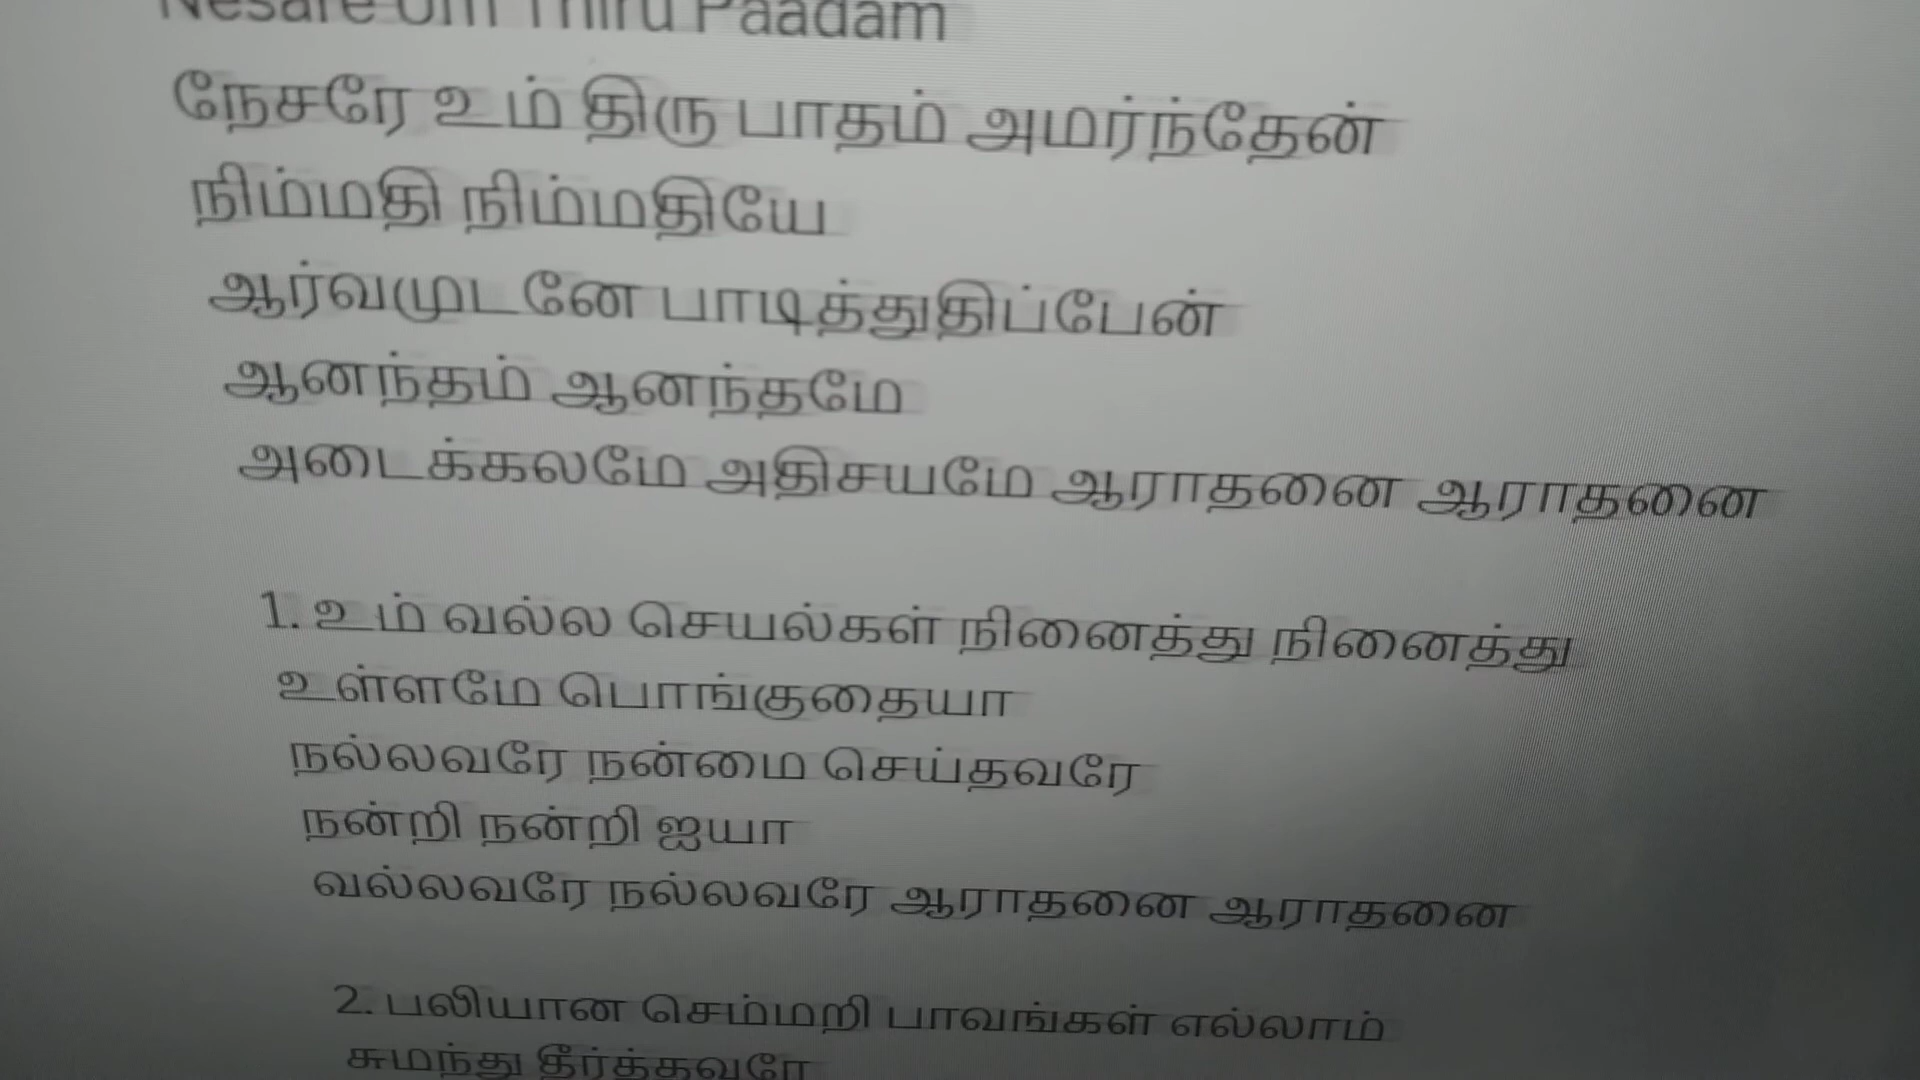 Nesare Um Thiru Paadam
நேசரே உம் திரு பாதம் அமர்ந்தேன்
நிம்மதி நிம்மதியே
ஆர்வமுடனே பாடித்துதிப்பேன்
ஆனந்தம் ஆனந்தமே
அடைக்கலமே அதிசயமே ஆராதனை ஆராதனை
1. உம் வல்ல செயல்கள் நினைத்து நினைத்து
உள்ளமே பொங்குதையா
நல்லவரே நன்மை செய்தவரே
நன்றி நன்றி ஐயா
வல்லவரே நல்லவரே ஆராதனை ஆராதனை
2. பலியான செம்மறி பாவங்கள் எல்லாம்
சுமந்து தீர்த்தவரே